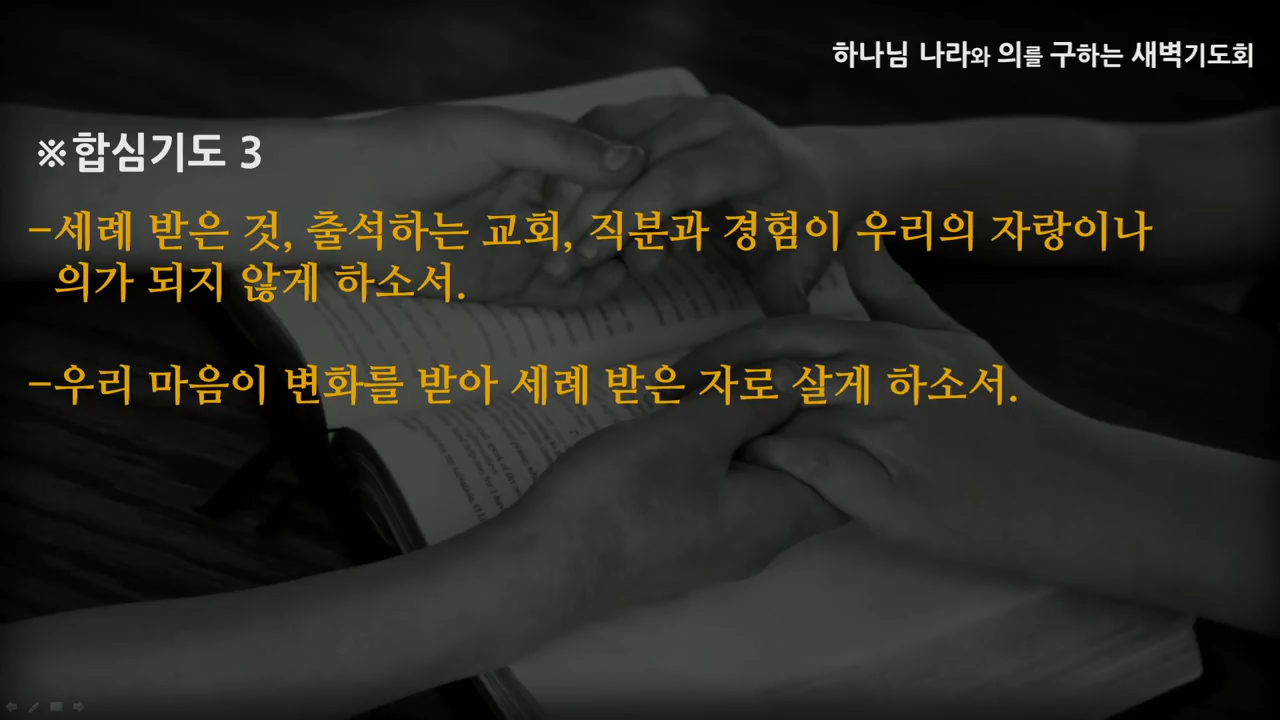 하나님 나라와 의를 구하는 새벽기도회
※합심기도 3
-세례 받은 것, 출석하는 교회, 직분과 경험이 우리의 자랑이나
의가 되지 않게 하소서.
-우리 마음이 변화를 받아 세례 받은 자로 살게 하소서.